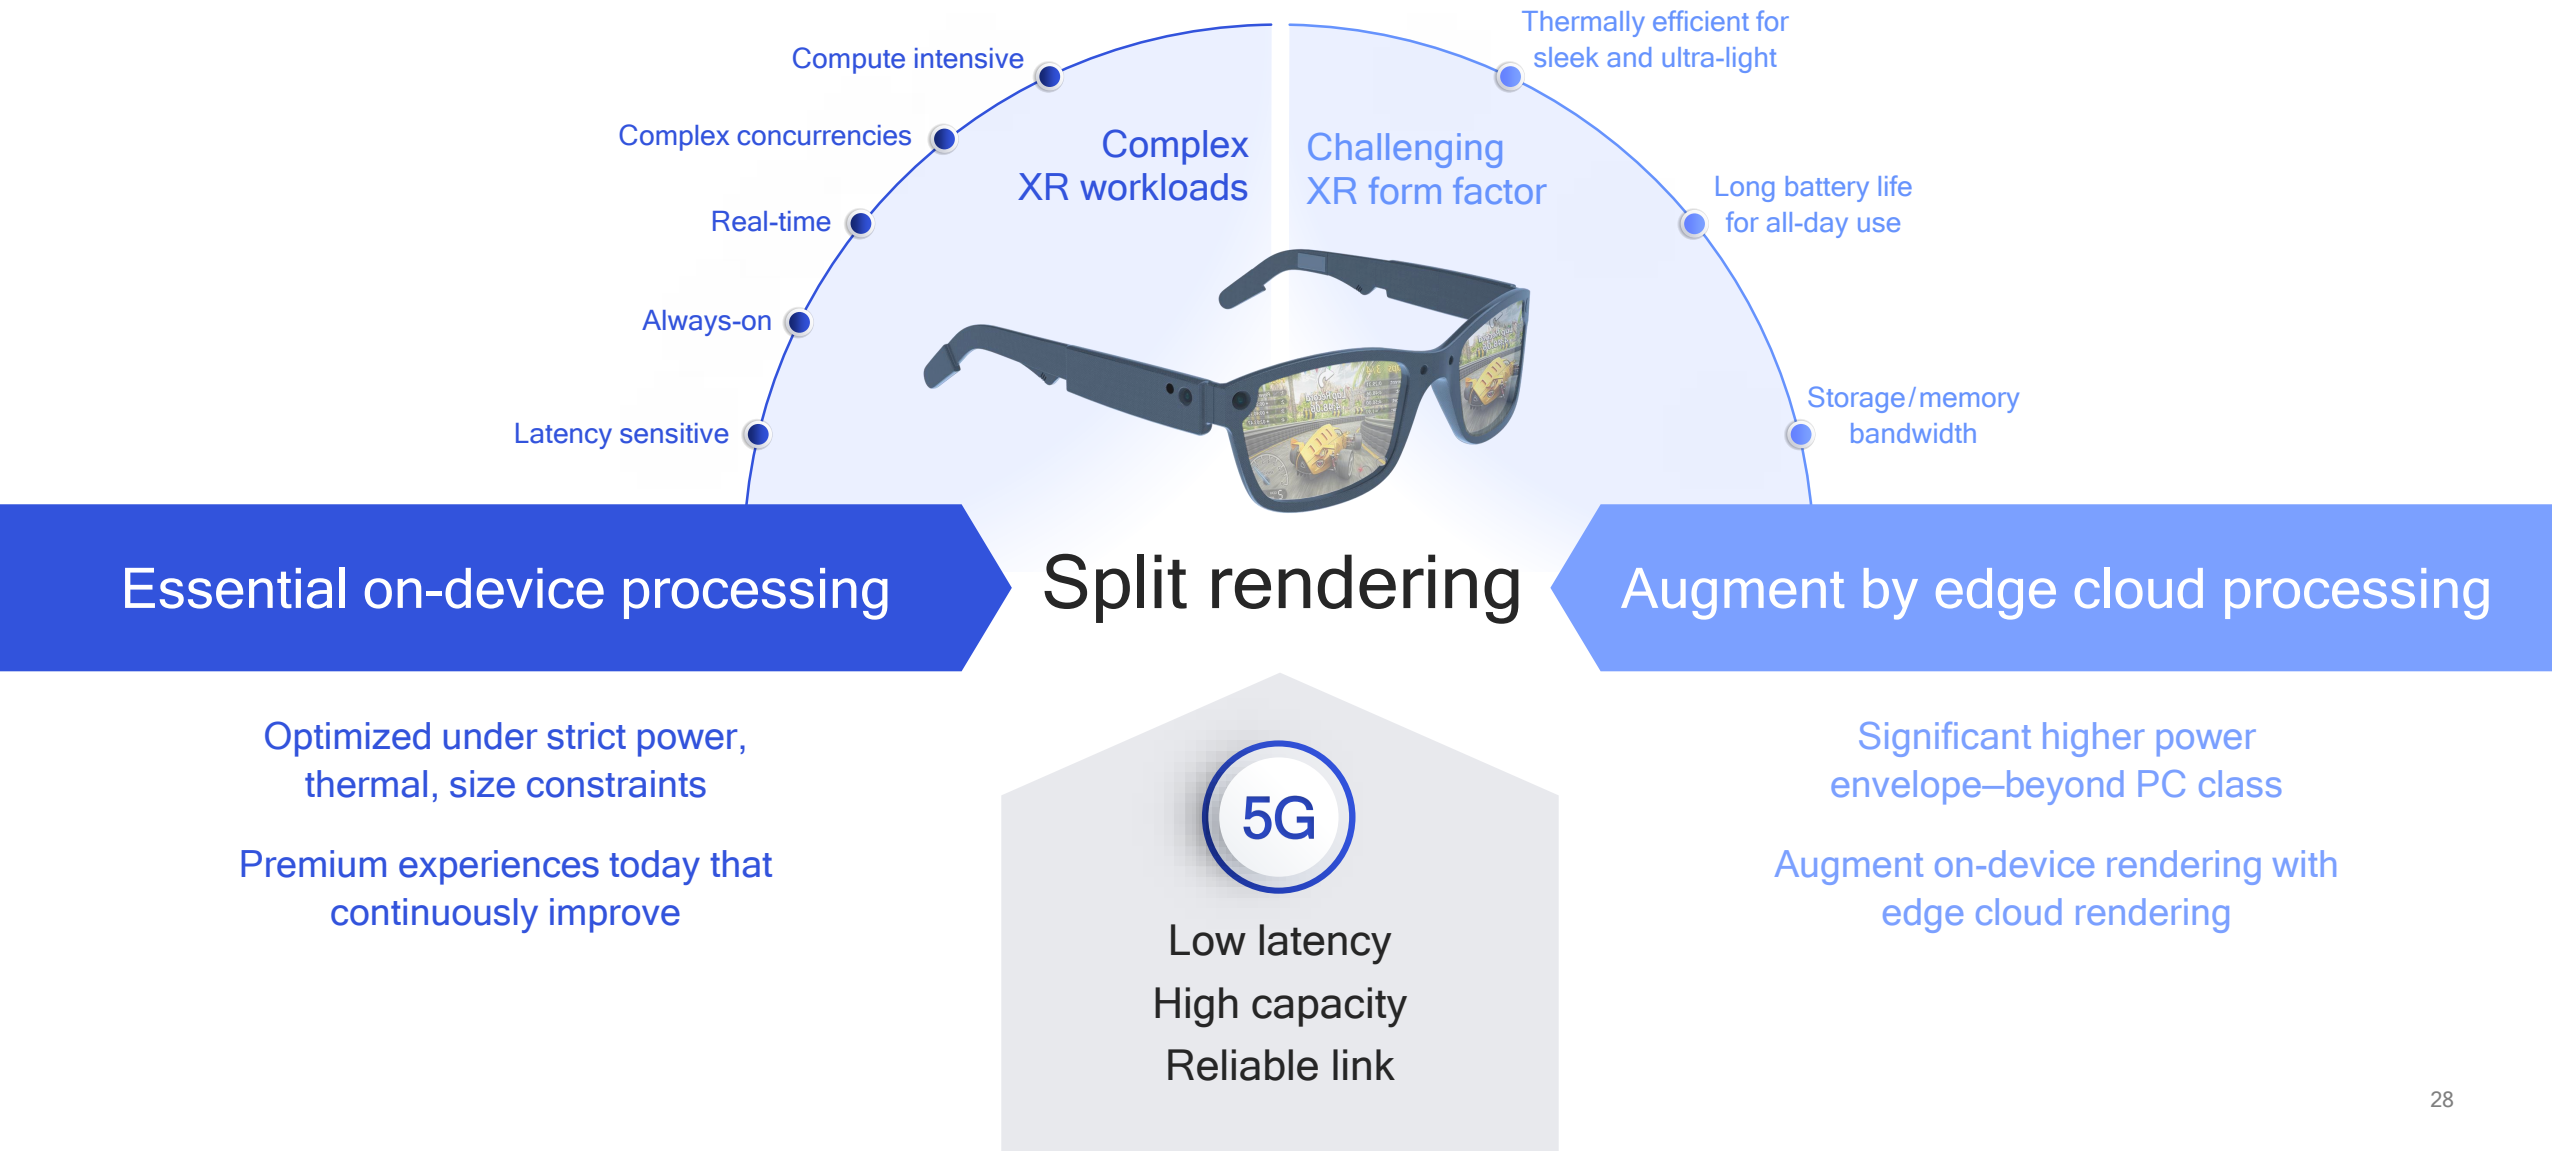 Compute intensive
Complex concurrencies
Real-time
Always-on
Latency sensitive
Complex
XR workloads
Challenging
XR form factor
Thermally efficient for
sleek and ultra-light
Long battery life
for all-day use
Storage/memory
bandwidth
Essential on-device processing
Split rendering
Augment by edge cloud processing
Optimized under strict power,
thermal, size constraints
Premium experiences today that
continuously improve
5G
Low latency
High capacity
Reliable link
Significant higher power
envelope—beyond PC class
Augment on-device rendering with
edge cloud rendering
28